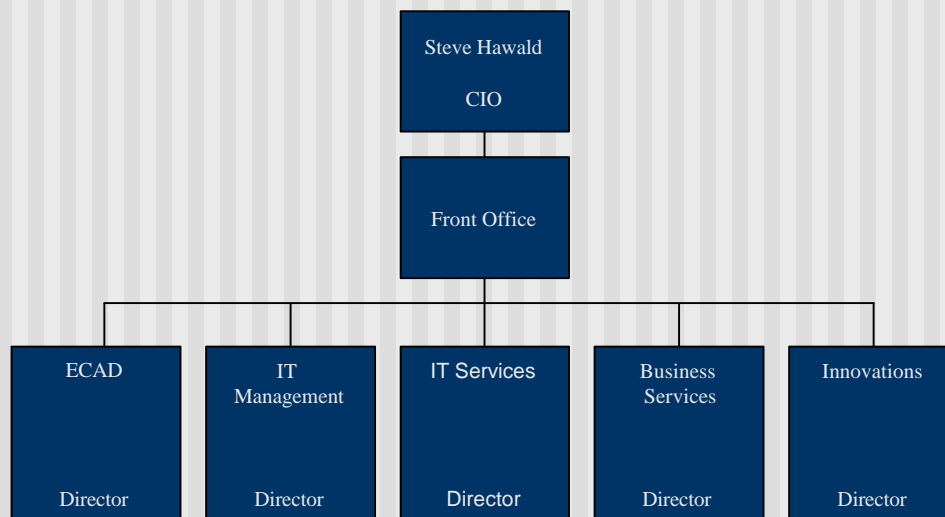 Steve Hawald
CIO
Front Office
ECAD
Director
IT
Management
Director
IT Services
Director
Business
Services
Director
Innovations
Director